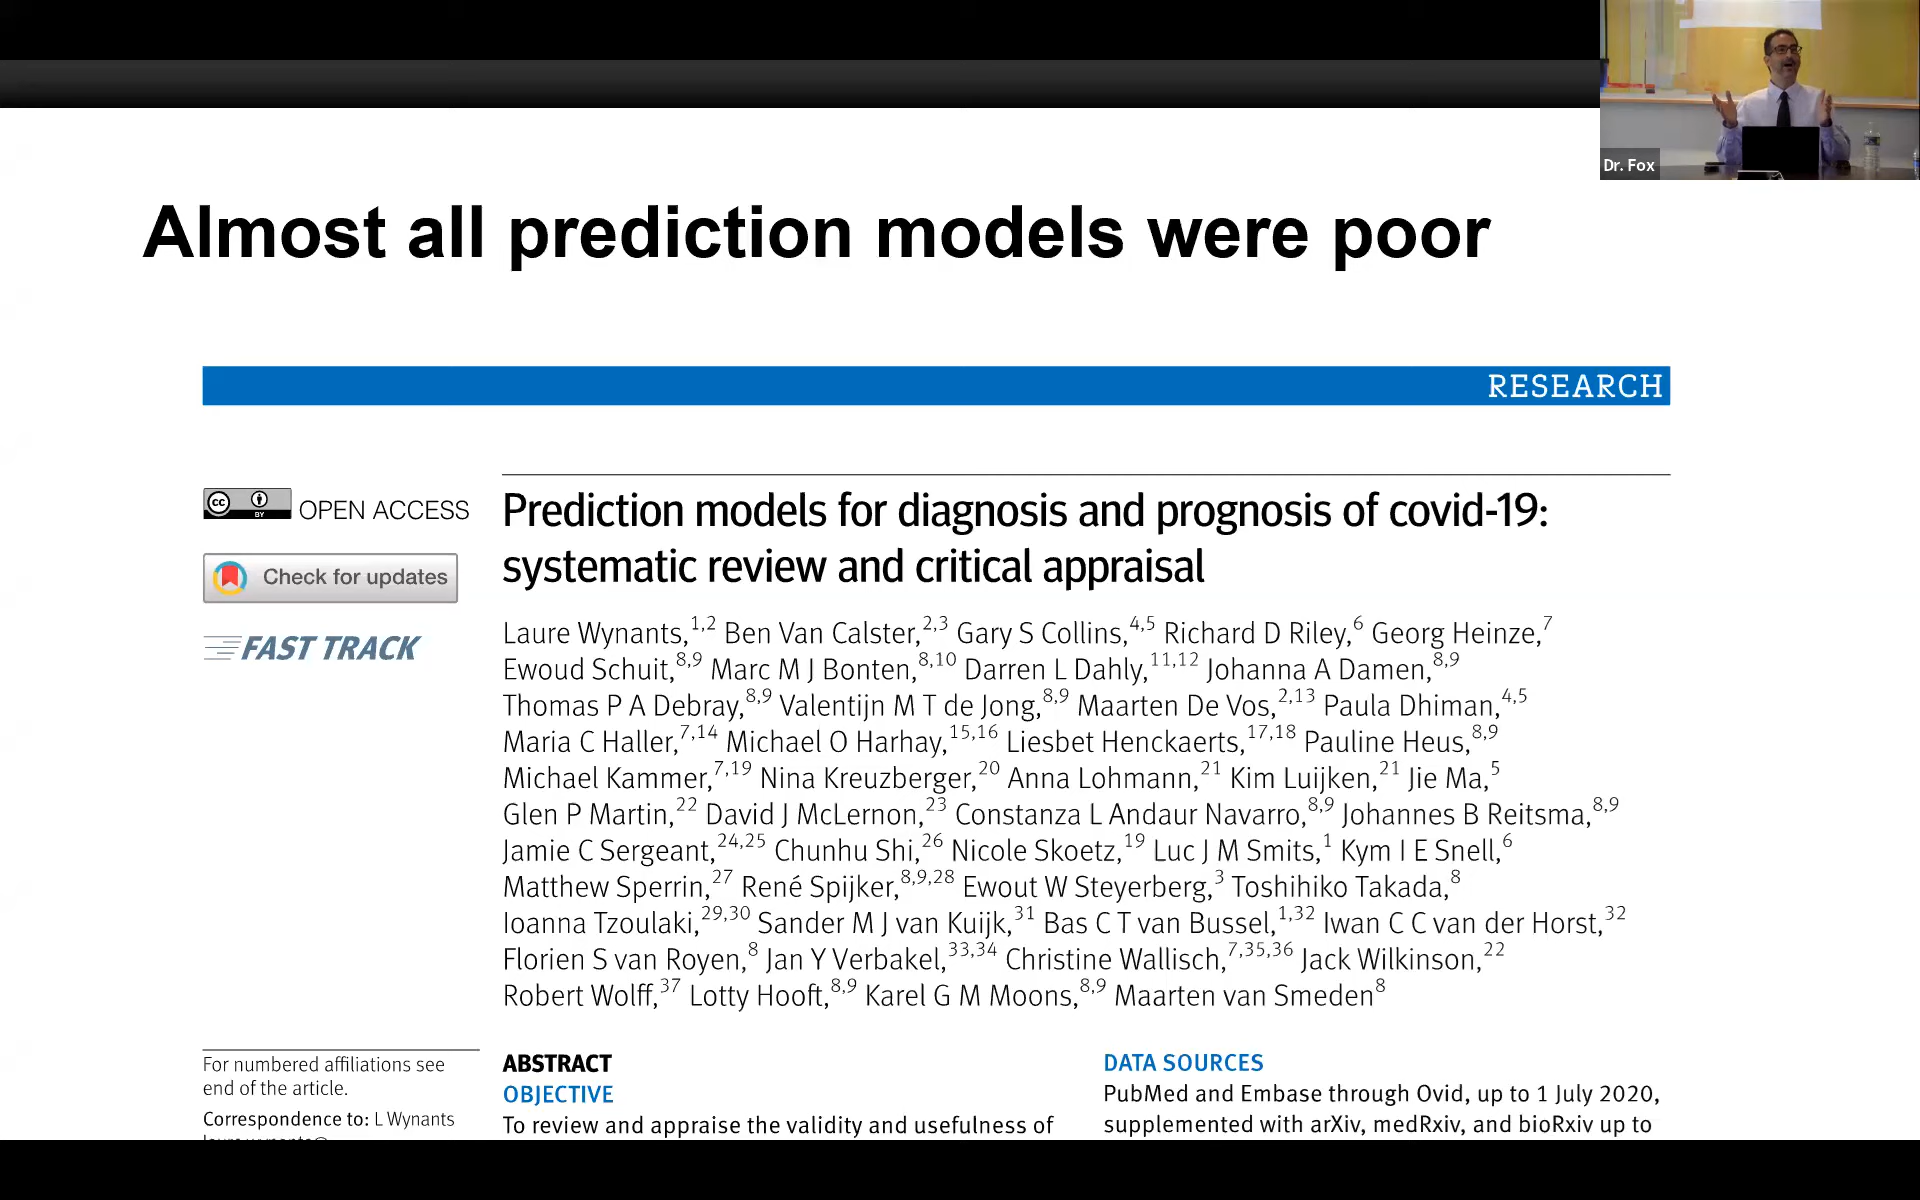 Dr. Fox
Almost all prediction models were poor
RESEARCH
cc BY OPEN ACCESS
Check for updates
FAST TRACK
Prediction models for diagnosis and prognosis of covid-19:
systematic review and critical appraisal
Laure Wynants,1,2 Ben Van Calster,2,3 Gary S Collins,4,5 Richard D Riley,6 Georg Heinze,7
Ewoud Schuit,8,9 Marc M J Bonten,8,10 Darren L Dahly,11,12 Johanna A Damen,8,9
Thomas P A Debray,8,9 Valentijn M T de Jong,8,9 Maarten De Vos,2,13 Paula Dhiman,4,5
Maria C Haller,7,14 Michael O Harhay,15,16 Liesbet Henckaerts,17,18 Pauline Heus,8,9
Michael Kammer,7,19 Nina Kreuzberger,20 Anna Lohmann,21 Kim Luijken,21 Jie Ma,5
Glen P Martin,22 David J McLernon,23 Constanza L Andaur Navarro,8,9 Johannes B Reitsma,8,9
Jamie C Sergeant,24,25 Chunhu Shi,26 Nicole Skoetz,19 Luc J M Smits,1 Kym I E Snell,6
Matthew Sperrin,27 René Spijker,8,9,28 Ewout W Steyerberg,3 Toshihiko Takada,8
Ioanna Tzoulaki,29,30 Sander M J van Kuijk,31 Bas C T van Bussel,1,32 Iwan C C van der Horst,32
Florien S van Royen,8 Jan Y Verbakel,33,34 Christine Wallisch,7,35,36 Jack Wilkinson,22
Robert Wolff,37 Lotty Hooft,8,9 Karel G M Moons,8,9 Maarten van Smeden8
For numbered affiliations see
end of the article.
Correspondence to: L Wynants
ABSTRACT
OBJECTIVE
To review and appraise the validity and usefulness of
DATA SOURCES
PubMed and Embase through Ovid, up to 1 July 2020,
supplemented with arXiv, medRxiv, and bioRxiv up to